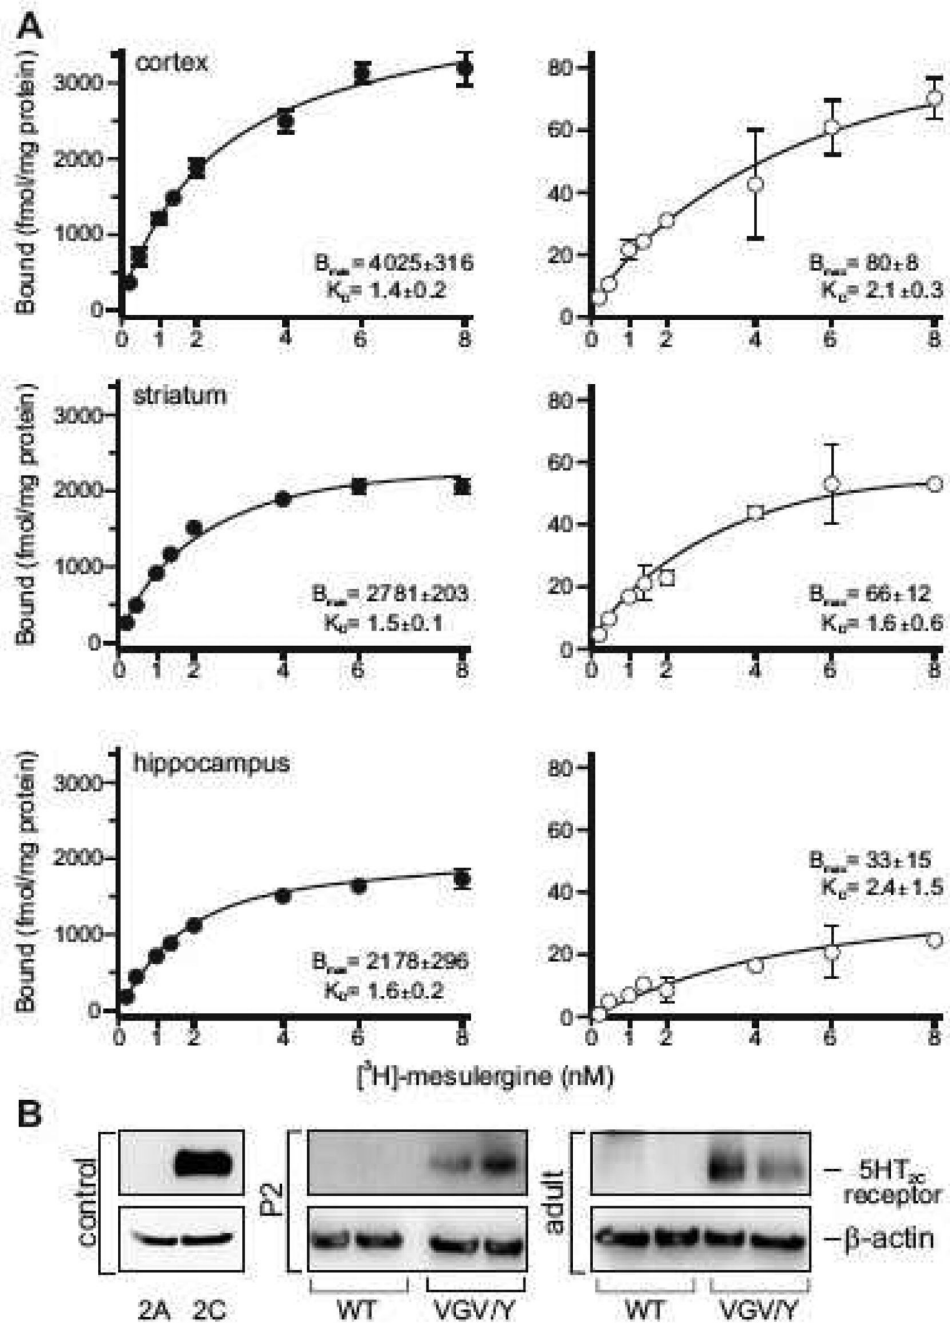 A
cortex
Bound (fmol/mg protein)
3000
2000
1000
0
0 1 2 4 6 8
Bmax = 4025±316
KD = 1.4±0.2
80
60
40
20
0
0 1 2 4 6 8
Bmax = 80±8
KD = 2.1±0.3
striatum
Bound (fmol/mg protein)
3000
2000
1000
0
0 1 2 4 6 8
Bmax = 2781±203
KD = 1.5±0.1
80
60
40
20
0
0 1 2 4 6 8
Bmax = 66±12
KD = 1.6±0.6
hippocampus
Bound (fmol/mg protein)
3000
2000
1000
0
0 1 2 4 6 8
Bmax = 2178±296
KD = 1.6±0.2
80
60
40
20
0
0 1 2 4 6 8
Bmax = 33±15
KD = 2.4±1.5
[³H]-mesulergine (nM)
B
control
P2
adult
5HT2C
receptor
β-actin
2A 2C
WT VGV/Y
WT VGV/Y